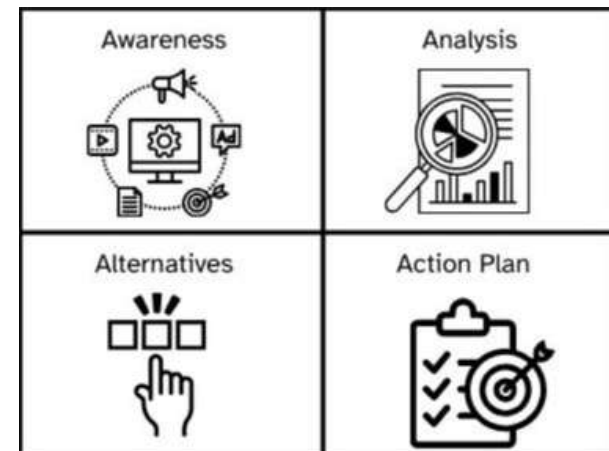 Awareness
Analysis
Ad
Alternatives
Action Plan